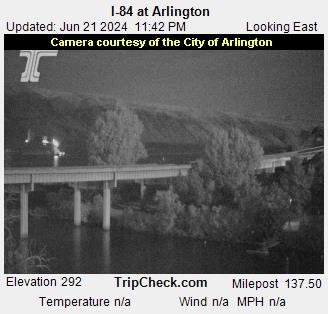 I-84 at Arlington
Updated: Jun 21 2024 11:42 PM Looking East
Camera courtesy of the City of Arlington
Elevation 292 TripCheck.com Milepost 137.50
Temperature n/a Wind n/a MPH n/a